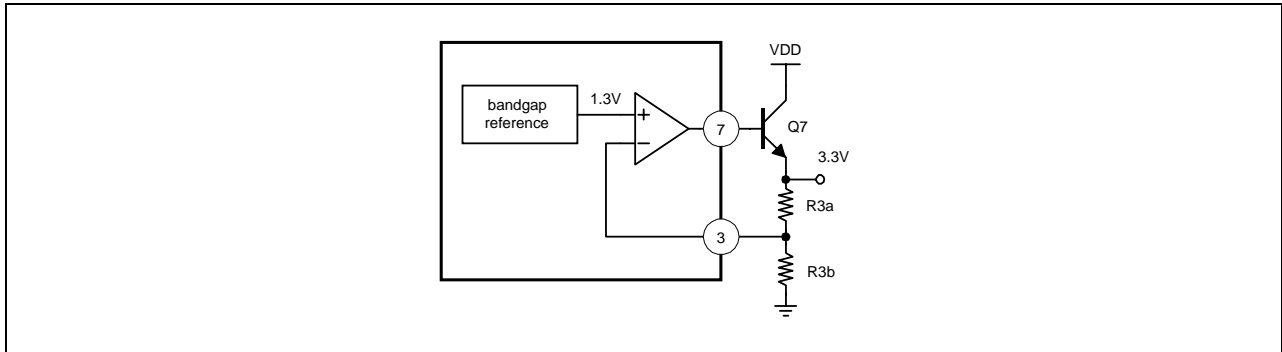 VDD
bandgap
reference
1.3V
+
−
7
Q7
3.3V
R3a
3
R3b